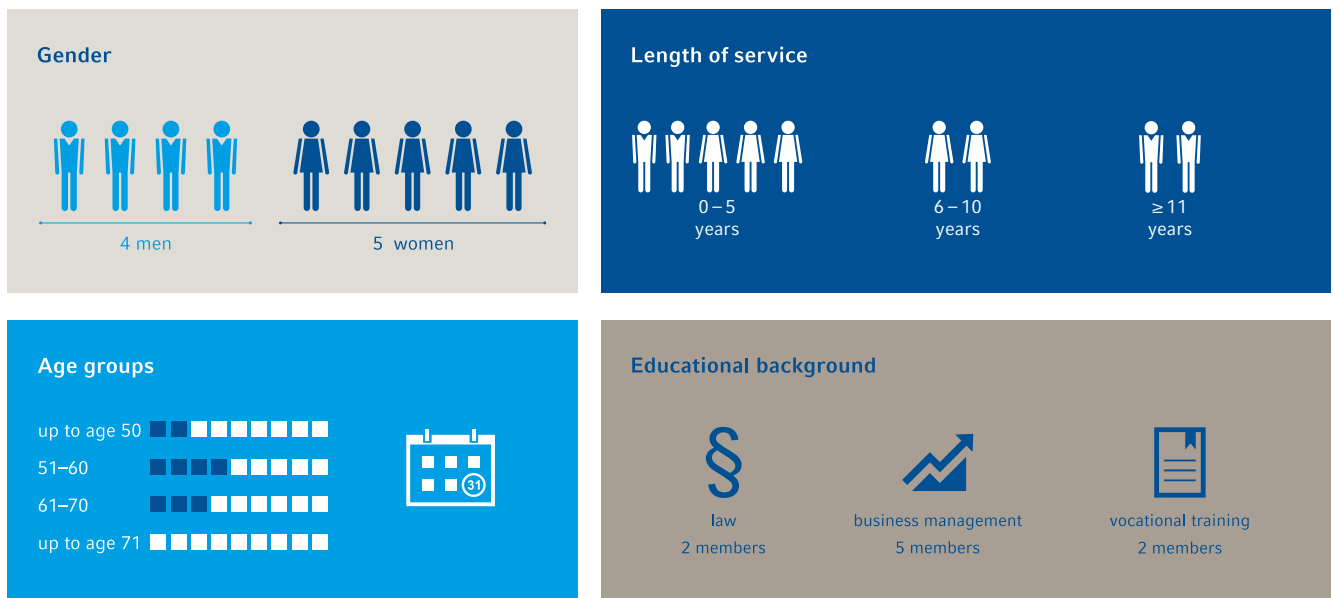 Gender
4 men
5 women
Length of service
0–5
years
6–10
years
≥11
years
Age groups
up to age 50
51–60
61–70
up to age 71
31
Educational background
§
law
2 members
business management
5 members
vocational training
2 members